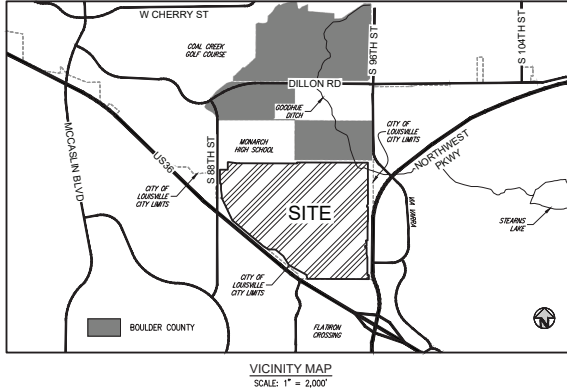 W CHERRY ST
COAL CREEK
GOLF COURSE
S 96TH ST
S 104TH ST
DILLON RD
GOODHUE
DITCH
CITY OF
LOUISVILLE
CITY LIMITS
MCCASLIN BLVD
US36
S 88TH ST
MONARCH
HIGH SCHOOL
NORTHWEST
PKWY
CITY OF
LOUISVILLE
CITY LIMITS
SITE
VIA VARRA
STEARNS
LAKE
CITY OF
LOUISVILLE
CITY LIMITS
BOULDER COUNTY
FLATIRON
CROSSING
N
VICINITY MAP
SCALE: 1" = 2,000'